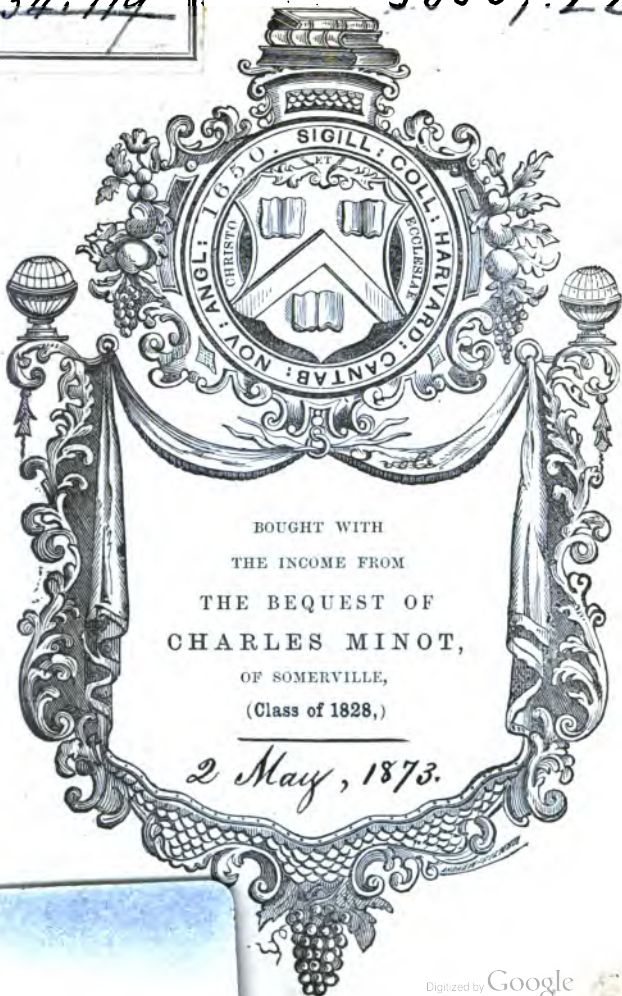 SIGILL: COLL: HARVARD: CANTAB: NOV: ANGL: 1650.
ET
CHRISTO
ECCLESIAE
vols
BOUGHT WITH
THE INCOME FROM
THE BEQUEST OF
CHARLES MINOT,
OF SOMERVILLE,
(Class of 1828,)
2 May, 1873.
Digitized by Google